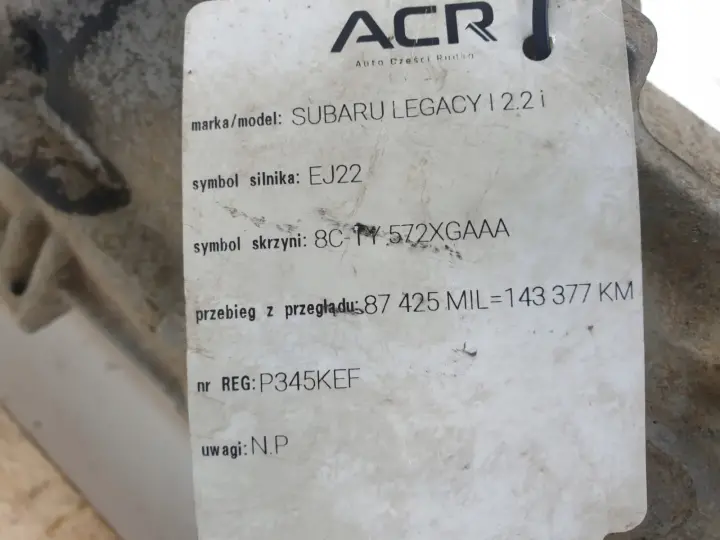 ACR
Auto Części Rudno
marka/model: SUBARU LEGACY I 2.2 i
symbol silnika: EJ22
symbol skrzyni: 8C-TY 572XGAAA
przebieg z przeglądu: 87 425 MIL=143 377 KM
nr REG: P345KEF
uwagi: N.P